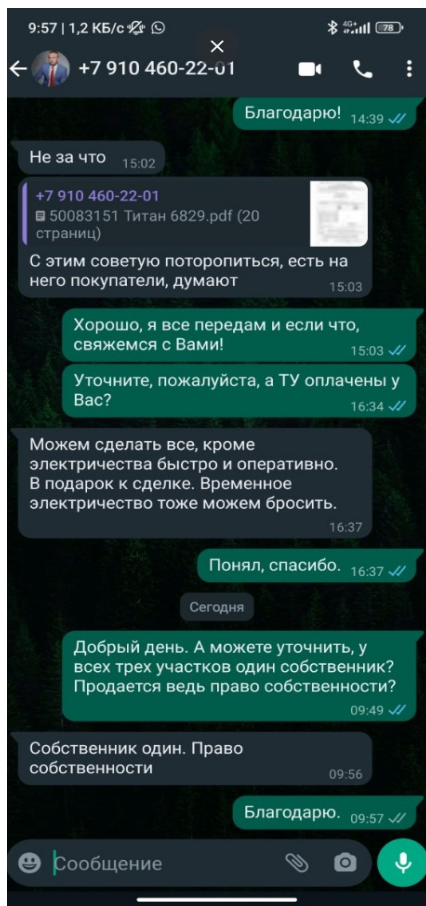 9:57 | 1,2 КБ/с 4G+ 78
+7 910 460-22-01
Благодарю! 14:39
Не за что 15:02
+7 910 460-22-01
50083151 Титан 6829.pdf (20
страниц)
С этим советую поторопиться, есть на
него покупатели, думают 15:03
Хорошо, я все передам и если что,
свяжемся с Вами! 15:03
Уточните, пожалуйста, а ТУ оплачены у
Вас? 16:34
Можем сделать все, кроме
электричества быстро и оперативно.
В подарок к сделке. Временное
электричество тоже можем бросить.
16:37
Понял, спасибо. 16:37
Сегодня
Добрый день. А можете уточнить, у
всех трех участков один собственник?
Продается ведь право собственности?
09:49
Собственник один. Право
собственности 09:56
Благодарю. 09:57
Сообщение